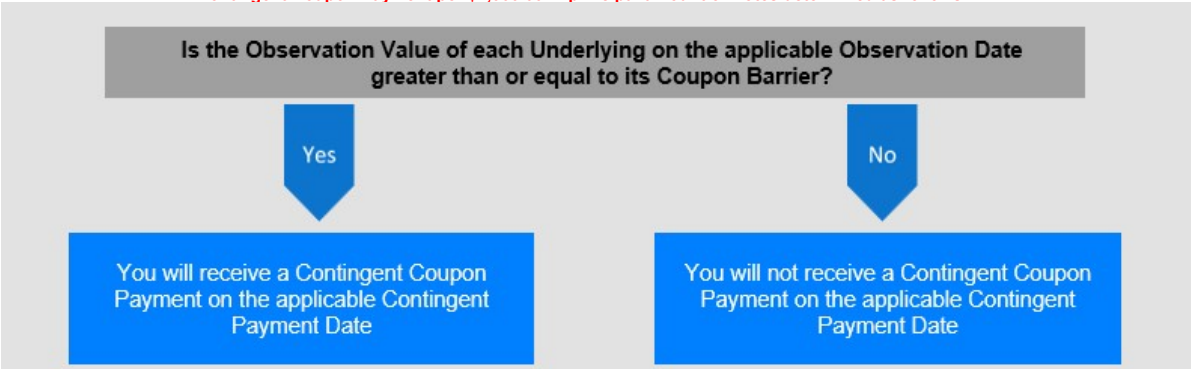 Is the Observation Value of each Underlying on the applicable Observation Date
greater than or equal to its Coupon Barrier?
Yes
No
You will receive a Contingent Coupon
Payment on the applicable Contingent
Payment Date
You will not receive a Contingent Coupon
Payment on the applicable Contingent
Payment Date